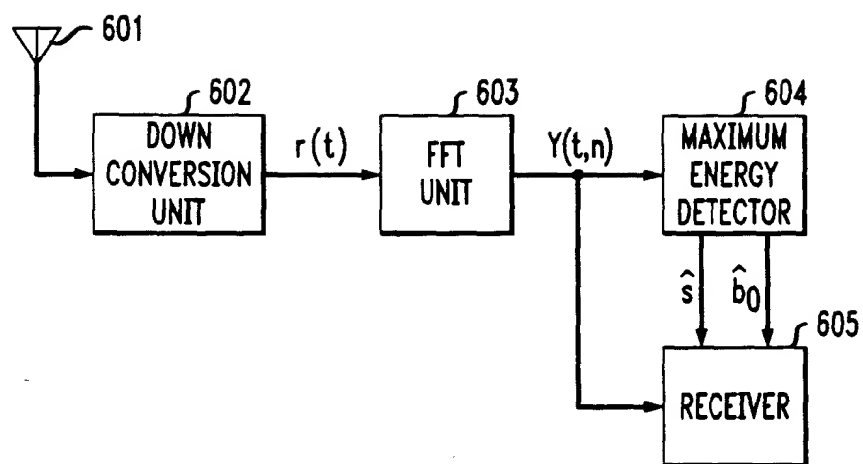 601
602
603
604
DOWN
CONVERSION
UNIT
r(t)
FFT
UNIT
Y(t,n)
MAXIMUM
ENERGY
DETECTOR
ŝ
b̂0
605
RECEIVER